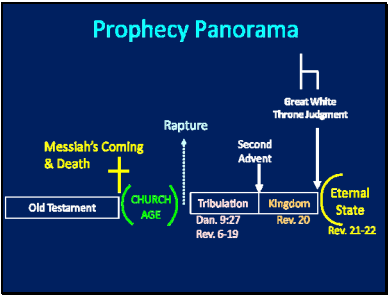 Prophecy Panorama
Great White
Throne Judgment
Rapture
Messiah's Coming
& Death
Second
Advent
Old Testament
CHURCH
AGE
Tribulation
Kingdom
Eternal
State
Dan. 9:27
Rev. 6-19
Rev. 20
Rev. 21-22